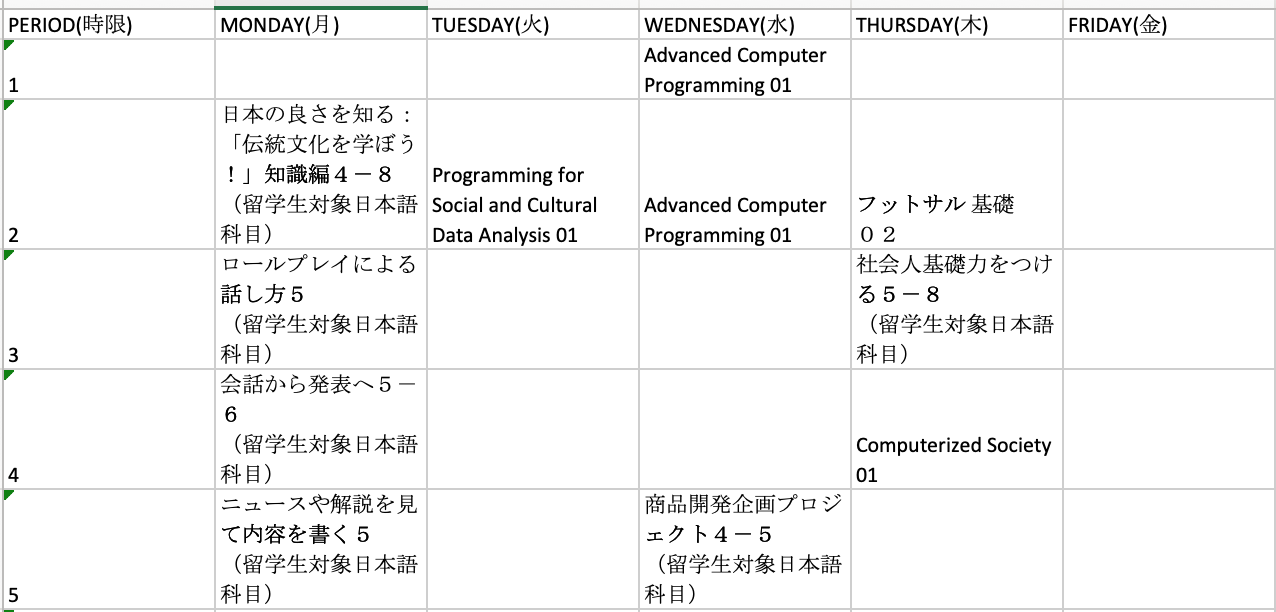 PERIOD(時限) MONDAY(月) TUESDAY(火) WEDNESDAY(水) THURSDAY(木) FRIDAY(金)
1
Advanced Computer
Programming 01
2
日本の良さを知る：
「伝統文化を学ぼう
！」知識編４－８
（留学生対象日本語
科目）
Programming for
Social and Cultural
Data Analysis 01
Advanced Computer
Programming 01
フットサル 基礎
０２
3
ロールプレイによる
話し方５
（留学生対象日本語
科目）
社会人基礎力をつけ
る５－８
（留学生対象日本語
科目）
4
会話から発表へ５－
６
（留学生対象日本語
科目）
Computerized Society
01
5
ニュースや解説を見
て内容を書く５
（留学生対象日本語
科目）
商品開発企画プロジ
ェクト４－５
（留学生対象日本語
科目）